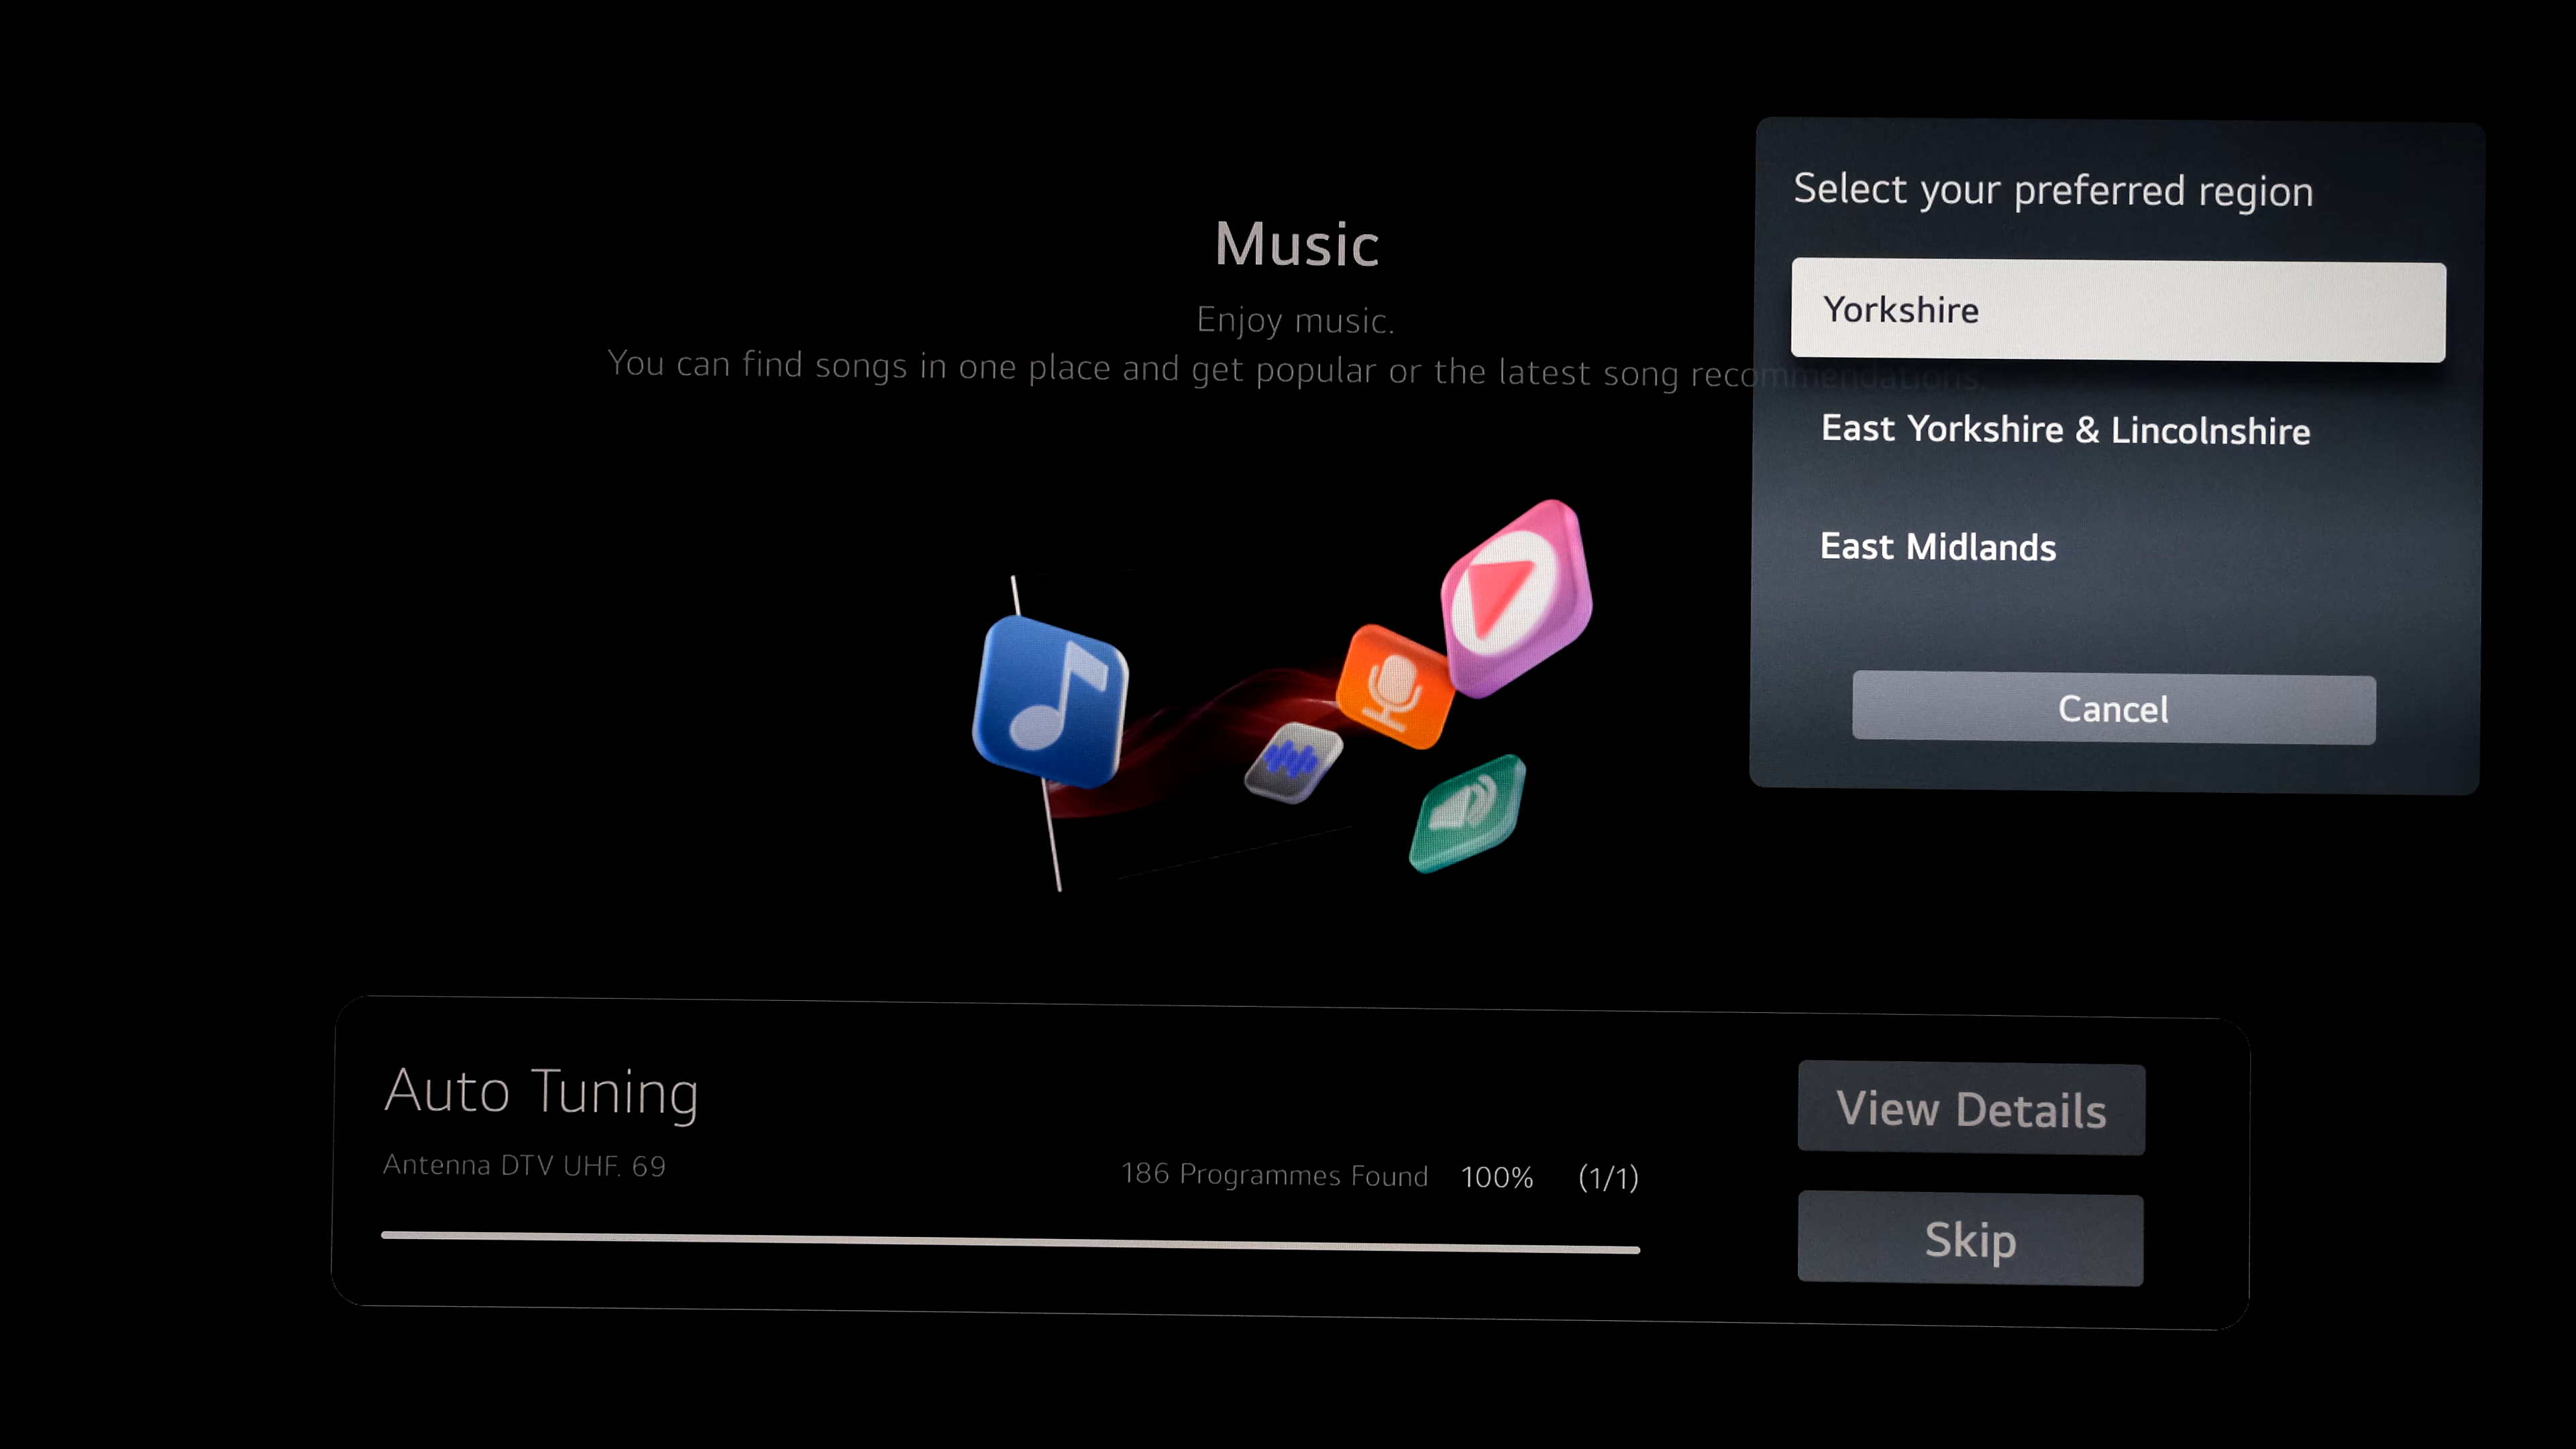 Music
Enjoy music.
You can find songs in one place and get popular or the latest song recommendations.
Select your preferred region
Yorkshire
East Yorkshire & Lincolnshire
East Midlands
Cancel
Auto Tuning
Antenna DTV UHF. 69
186 Programmes Found 100% (1/1)
View Details
Skip